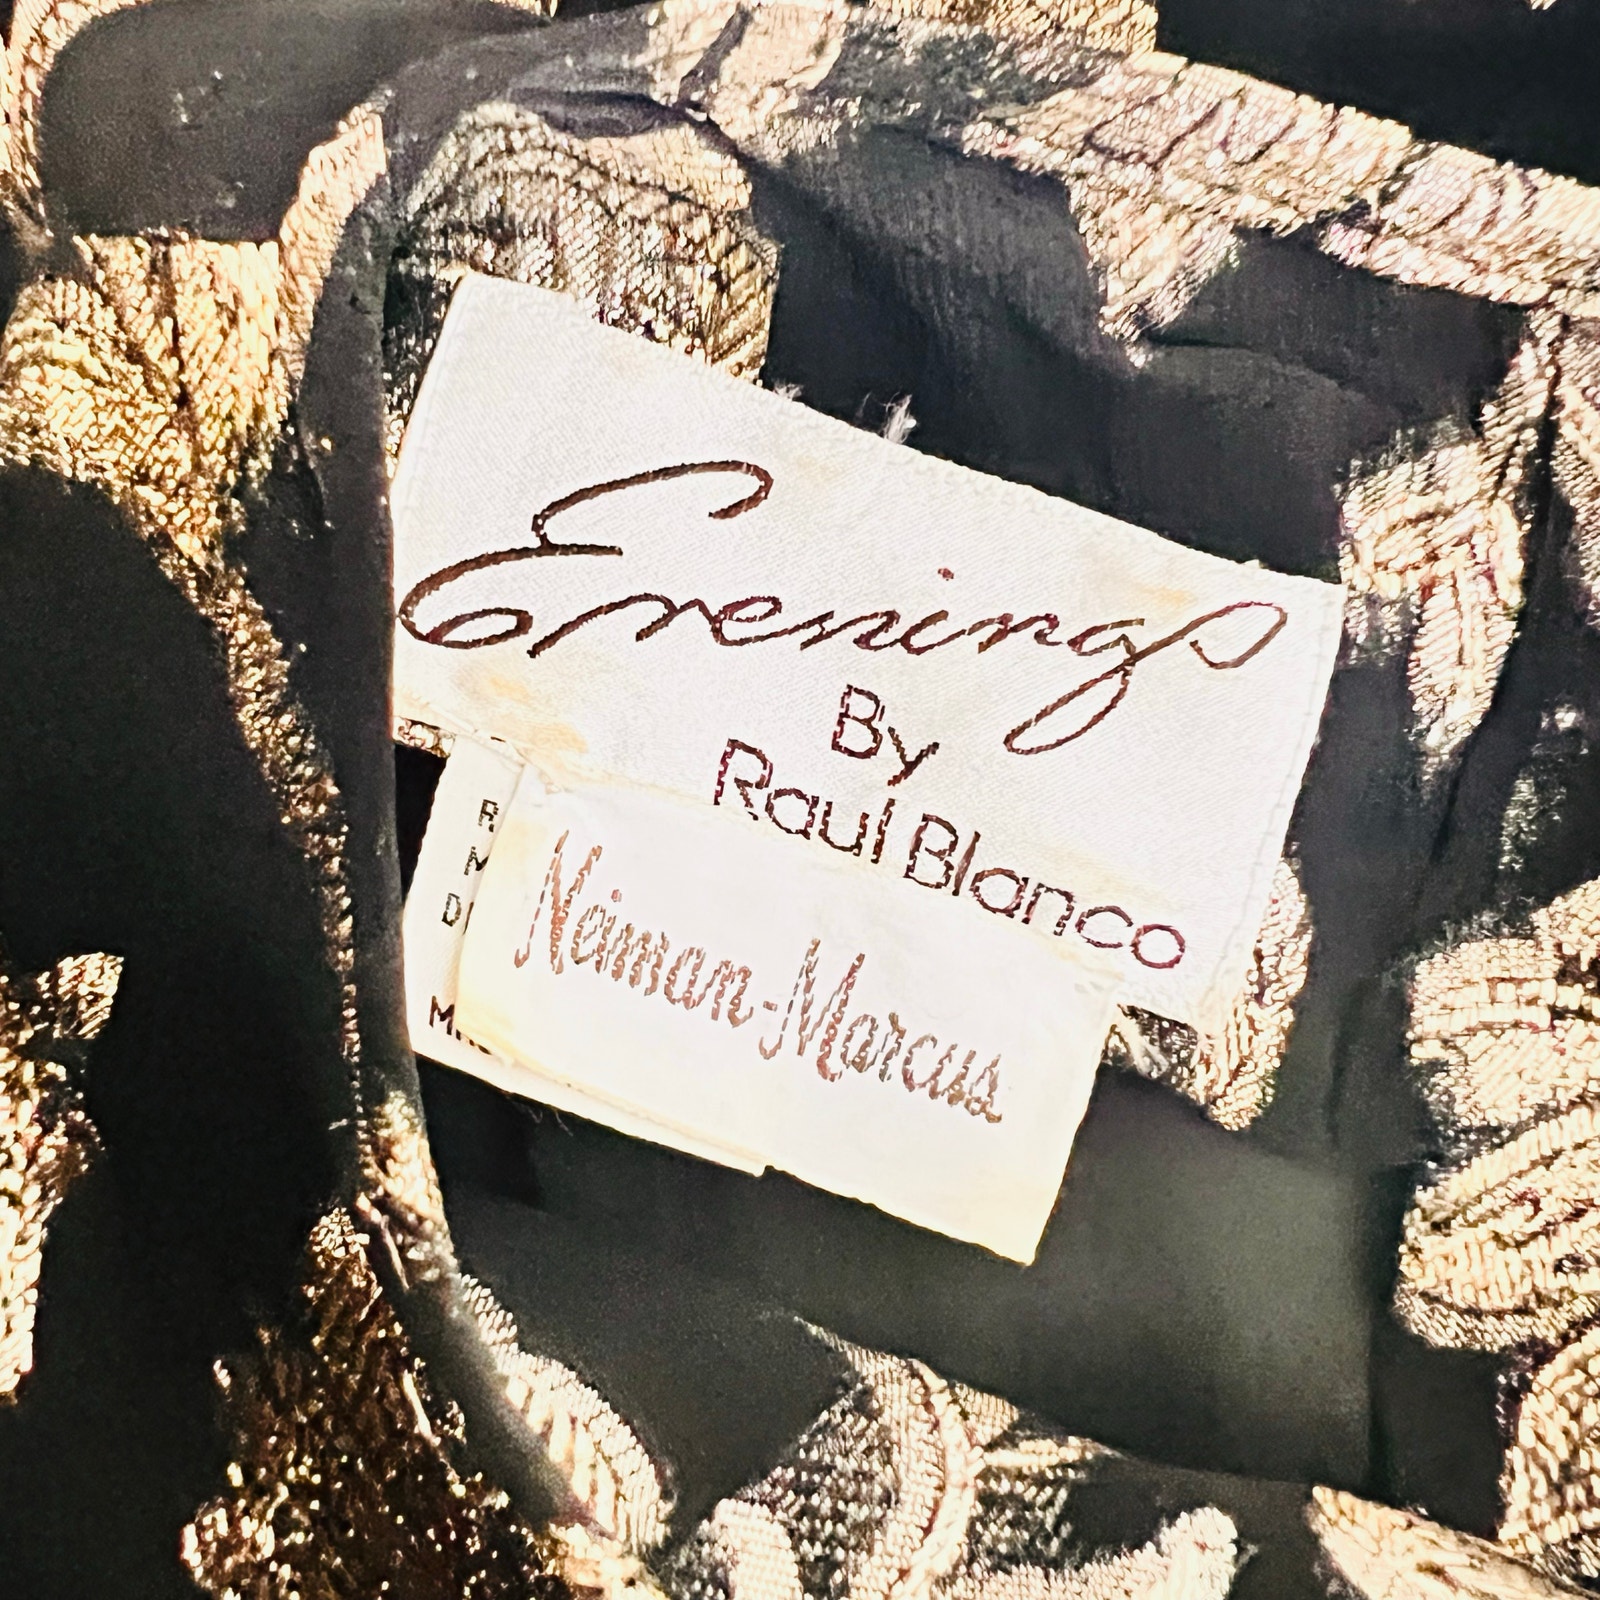 Evenings
By
Raul Blanco
Neiman-Marcus